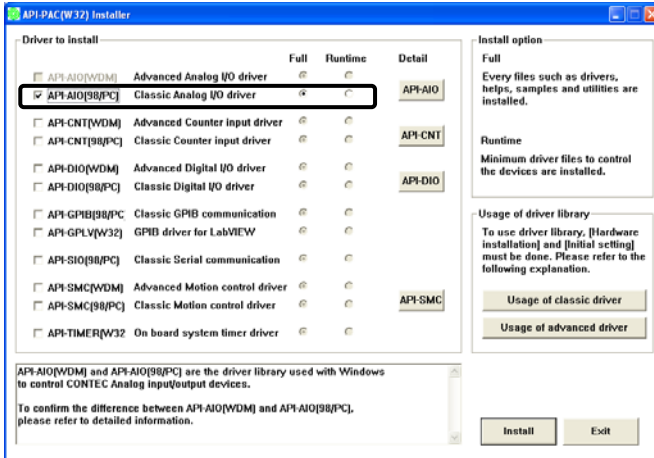 API-PAC(W32) Installer
Driver to install
Full Runtime Detail
API-AIO(WDM) Advanced Analog I/O driver
API-AIO(98/PC) Classic Analog I/O driver
API-AIO
API-CNT(WDM) Advanced Counter input driver
API-CNT(98/PC) Classic Counter input driver
API-CNT
API-DIO(WDM) Advanced Digital I/O driver
API-DIO(98/PC) Classic Digital I/O driver
API-DIO
API-GPIB(98/PC Classic GPIB communication
API-GPLV(W32) GPIB driver for LabVIEW
API-SIO(98/PC) Classic Serial communication
API-SMC(WDM) Advanced Motion control driver
API-SMC(98/PC) Classic Motion control driver
API-SMC
API-TIMER(W32 On board system timer driver
Install option
Full
Every files such as drivers,
helps, samples and utilities are
installed.
Runtime
Minimum driver files to control
the devices are installed.
Usage of driver library
To use driver library, [Hardware
installation] and [Initial setting]
must be done. Please refer to the
following explanation.
Usage of classic driver
Usage of advanced driver
API-AIO(WDM) and API-AIO(98/PC) are the driver library used with Windows
to control CONTEC Analog input/output devices.
To confirm the difference between API-AIO(WDM) and API-AIO(98/PC),
please refer to detailed information.
Install Exit